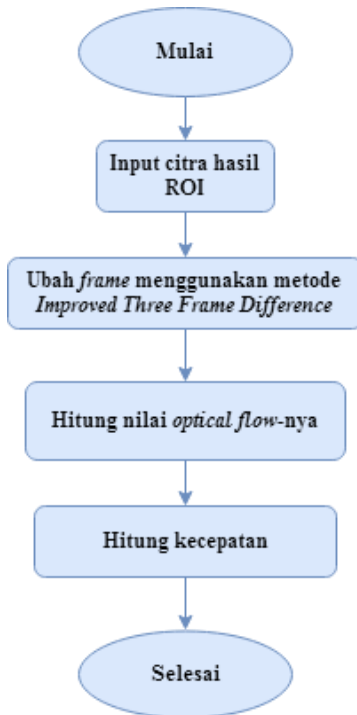 Mulai
Input citra hasil
ROI
Ubah frame menggunakan metode
Improved Three Frame Difference
Hitung nilai optical flow-nya
Hitung kecepatan
Selesai